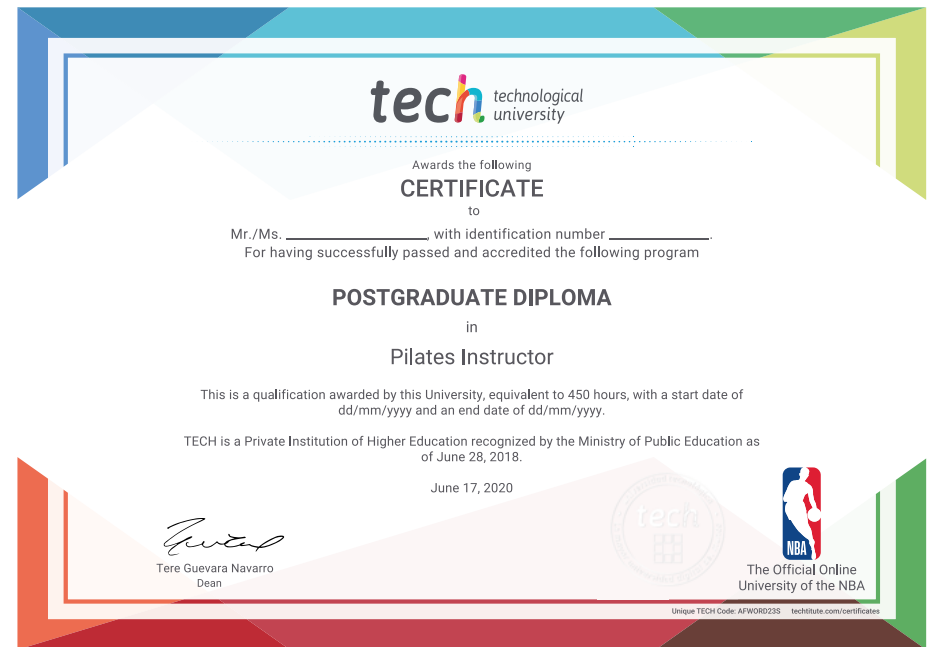 tech technological
university
Awards the following
CERTIFICATE
to
Mr./Ms. ____________, with identification number ____________.
For having successfully passed and accredited the following program
POSTGRADUATE DIPLOMA
in
Pilates Instructor
This is a qualification awarded by this University, equivalent to 450 hours, with a start date of
dd/mm/yyyy and an end date of dd/mm/yyyy.
TECH is a Private Institution of Higher Education recognized by the Ministry of Public Education as
of June 28, 2018.
June 17, 2020
tech
Tere Guevara Navarro
Dean
NBA
The Official Online
University of the NBA
Unique TECH Code: AFWORD23S techtitute.com/certificates